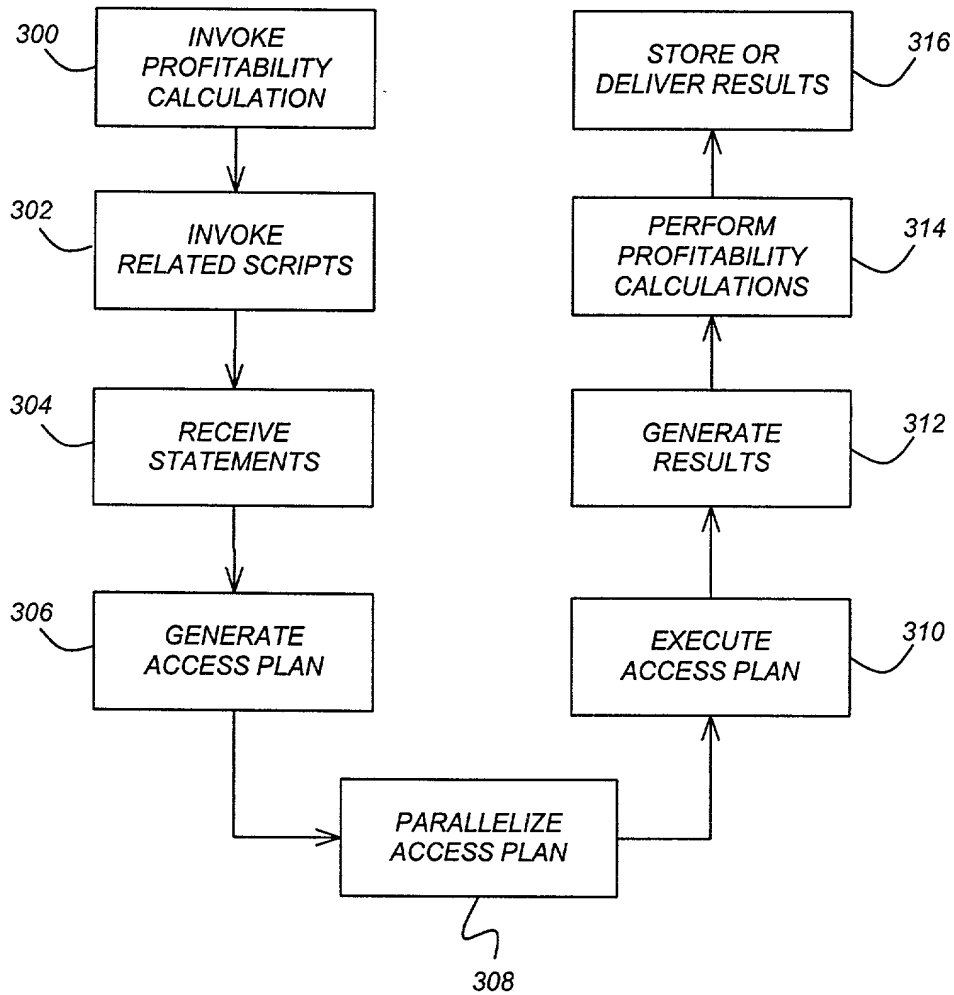 300
INVOKE
PROFITABILITY
CALCULATION
302
INVOKE
RELATED SCRIPTS
304
RECEIVE
STATEMENTS
306
GENERATE
ACCESS PLAN
PARALLELIZE
ACCESS PLAN
308
EXECUTE
ACCESS PLAN
310
GENERATE
RESULTS
312
PERFORM
PROFITABILITY
CALCULATIONS
314
STORE OR
DELIVER RESULTS
316